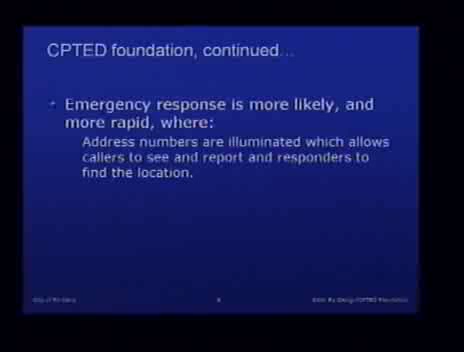 CPTED foundation, continued...
Emergency response is more likely, and
more rapid, where:
Address numbers are illuminated which allows
callers to see and report and responders to
find the location.